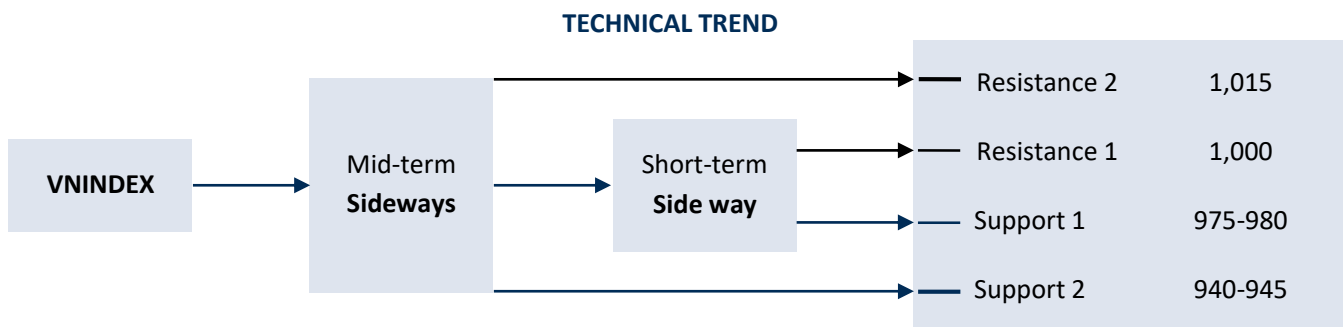 TECHNICAL TREND
VNINDEX
Mid-term
Sideways
Short-term
Side way
Resistance 2 1,015
Resistance 1 1,000
Support 1 975-980
Support 2 940-945